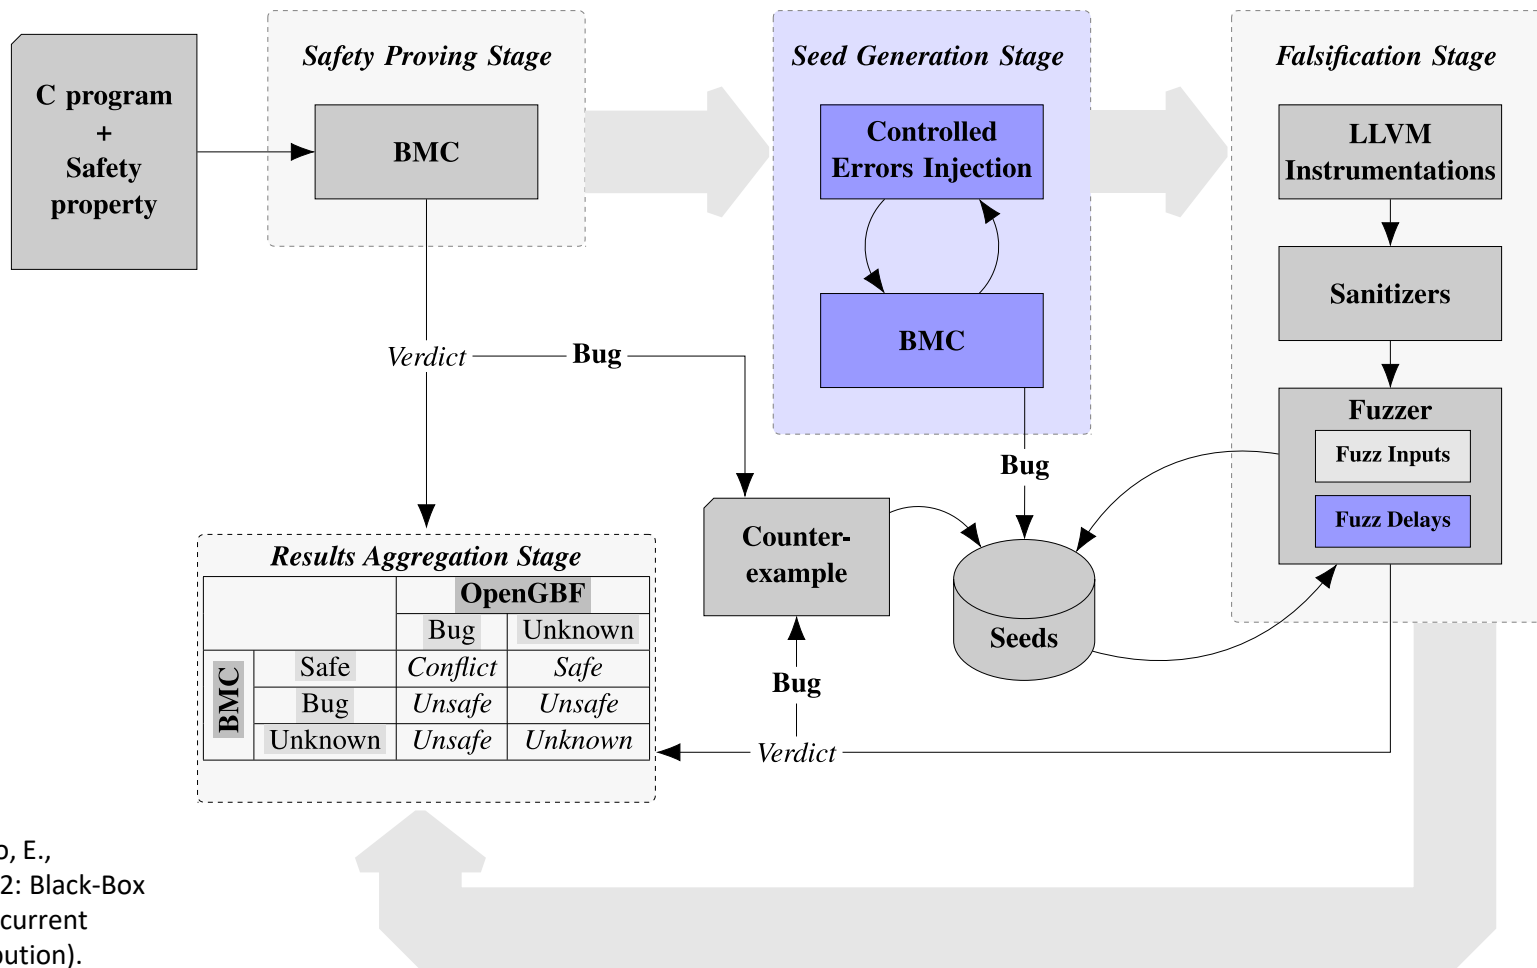 C program
+
Safety
property
Safety Proving Stage
BMC
Seed Generation Stage
Controlled
Errors Injection
BMC
Falsification Stage
LLVM
Instrumentations
Sanitizers
Fuzzer
Fuzz Inputs
Fuzz Delays
Verdict
Bug
Bug
Counter-
example
Seeds
Bug
Verdict
Results Aggregation Stage
OpenGBF
Bug Unknown
BMC
Safe Conflict Safe
Bug Unsafe Unsafe
Unknown Unsafe Unknown
E.,
2: Black-Box
current